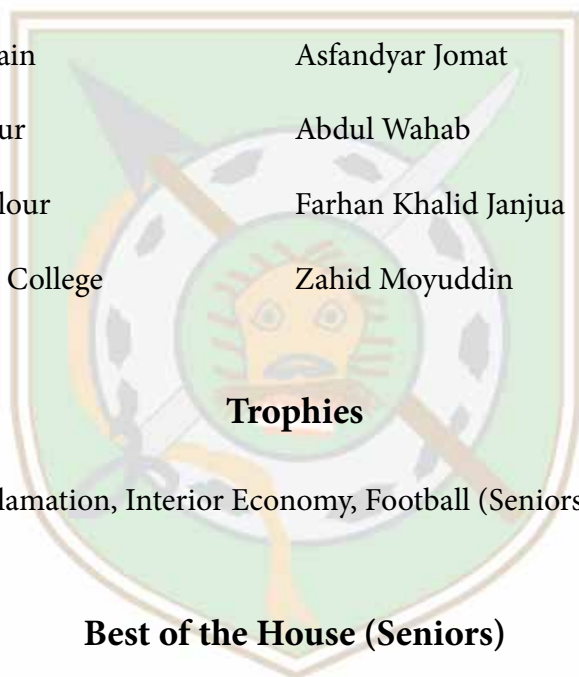 ain Asfandyar Jomat
ur Abdul Wahab
lour Farhan Khalid Janjua
College Zahid Moyuddin
Trophies
lamation, Interior Economy, Football (Seniors
Best of the House (Seniors)